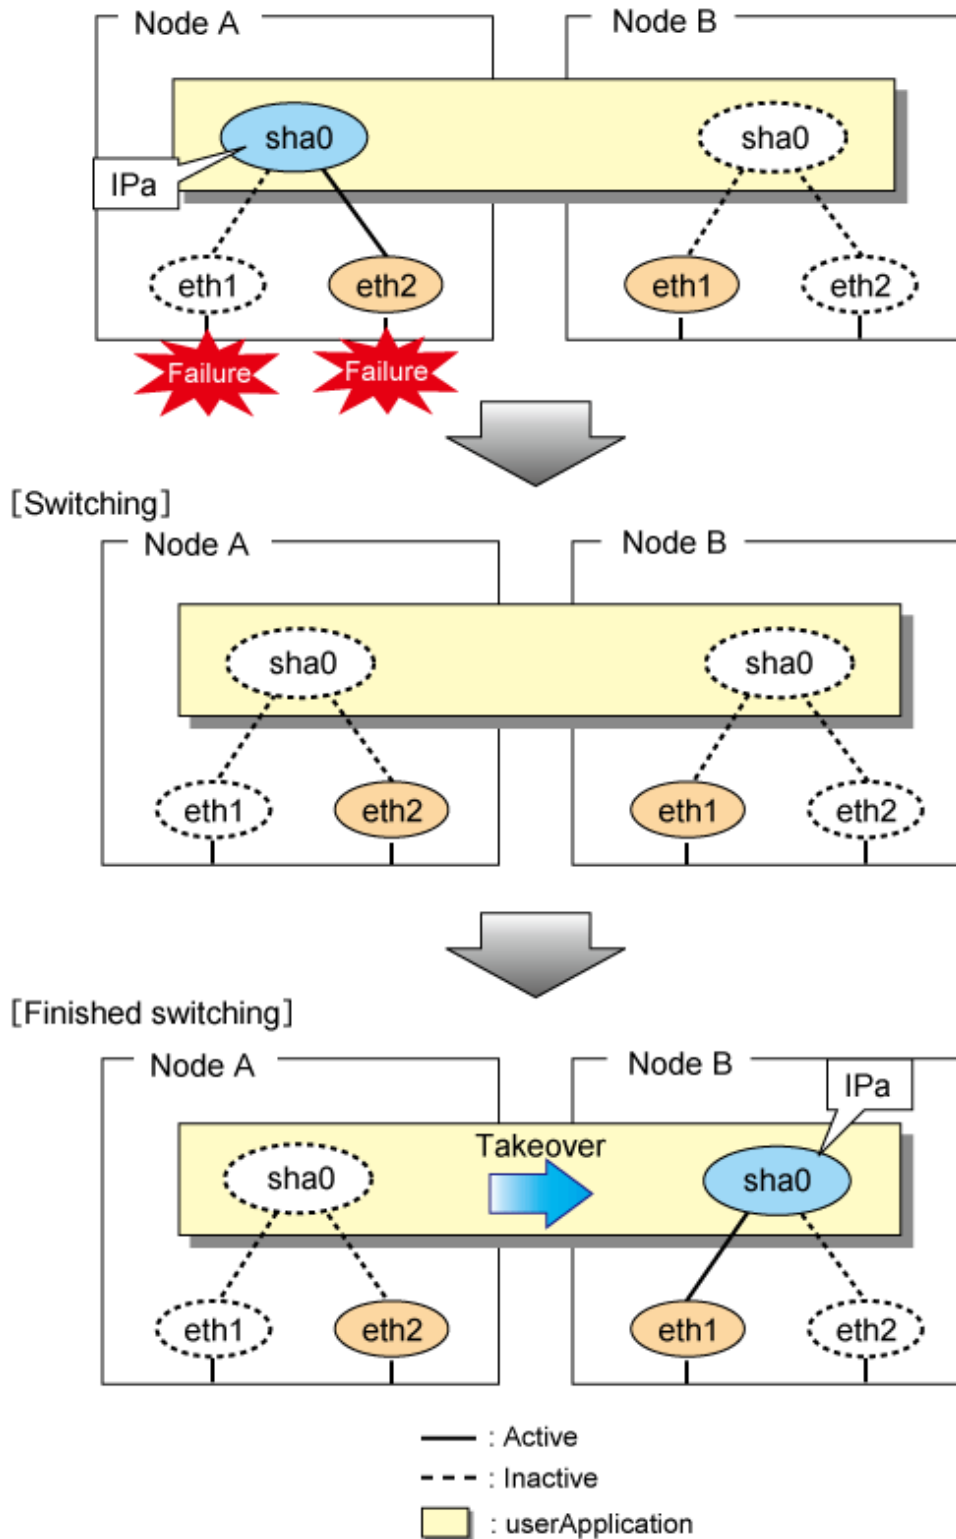 Node A
Node B
sha0
sha0
IPa
eth1
eth2
eth1
eth2
Failure
Failure
[Switching]
Node A
Node B
sha0
sha0
eth1
eth2
eth1
eth2
[Finished switching]
Node A
Node B
IPa
Takeover
sha0
sha0
eth1
eth2
eth1
eth2
: Active
: Inactive
: userApplication